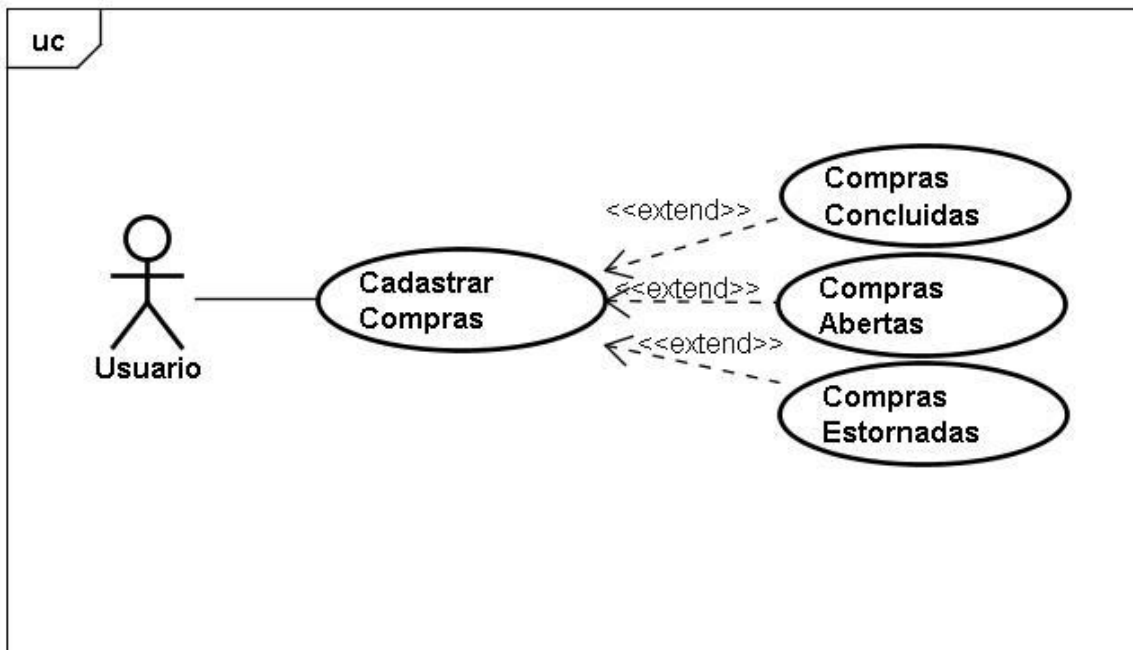 uc
Compras
Concluidas
<<extend>>
Cadastrar
Compras
<<extend>>
Compras
Abertas
<<extend>>
Usuario
Compras
Estornadas